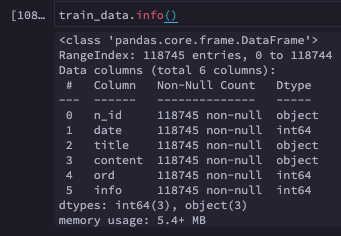 [108…
train_data.info()
<class 'pandas.core.frame.DataFrame'>
RangeIndex: 118745 entries, 0 to 118744
Data columns (total 6 columns):
 #   Column   Non-Null Count   Dtype
---  ------   --------------   -----
 0   n_id     118745 non-null  object
 1   date     118745 non-null  int64
 2   title    118745 non-null  object
 3   content  118745 non-null  object
 4   ord      118745 non-null  int64
 5   info     118745 non-null  int64
dtypes: int64(3), object(3)
memory usage: 5.4+ MB